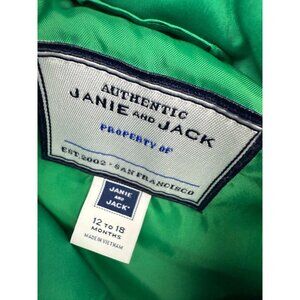 AUTHENTIC
JANIE AND JACK
PROPERTY OF
EST. 2002 · SAN FRANCISCO
JANIE
AND
JACK®
12 TO 18
MONTHS
MADE IN VIETNAM